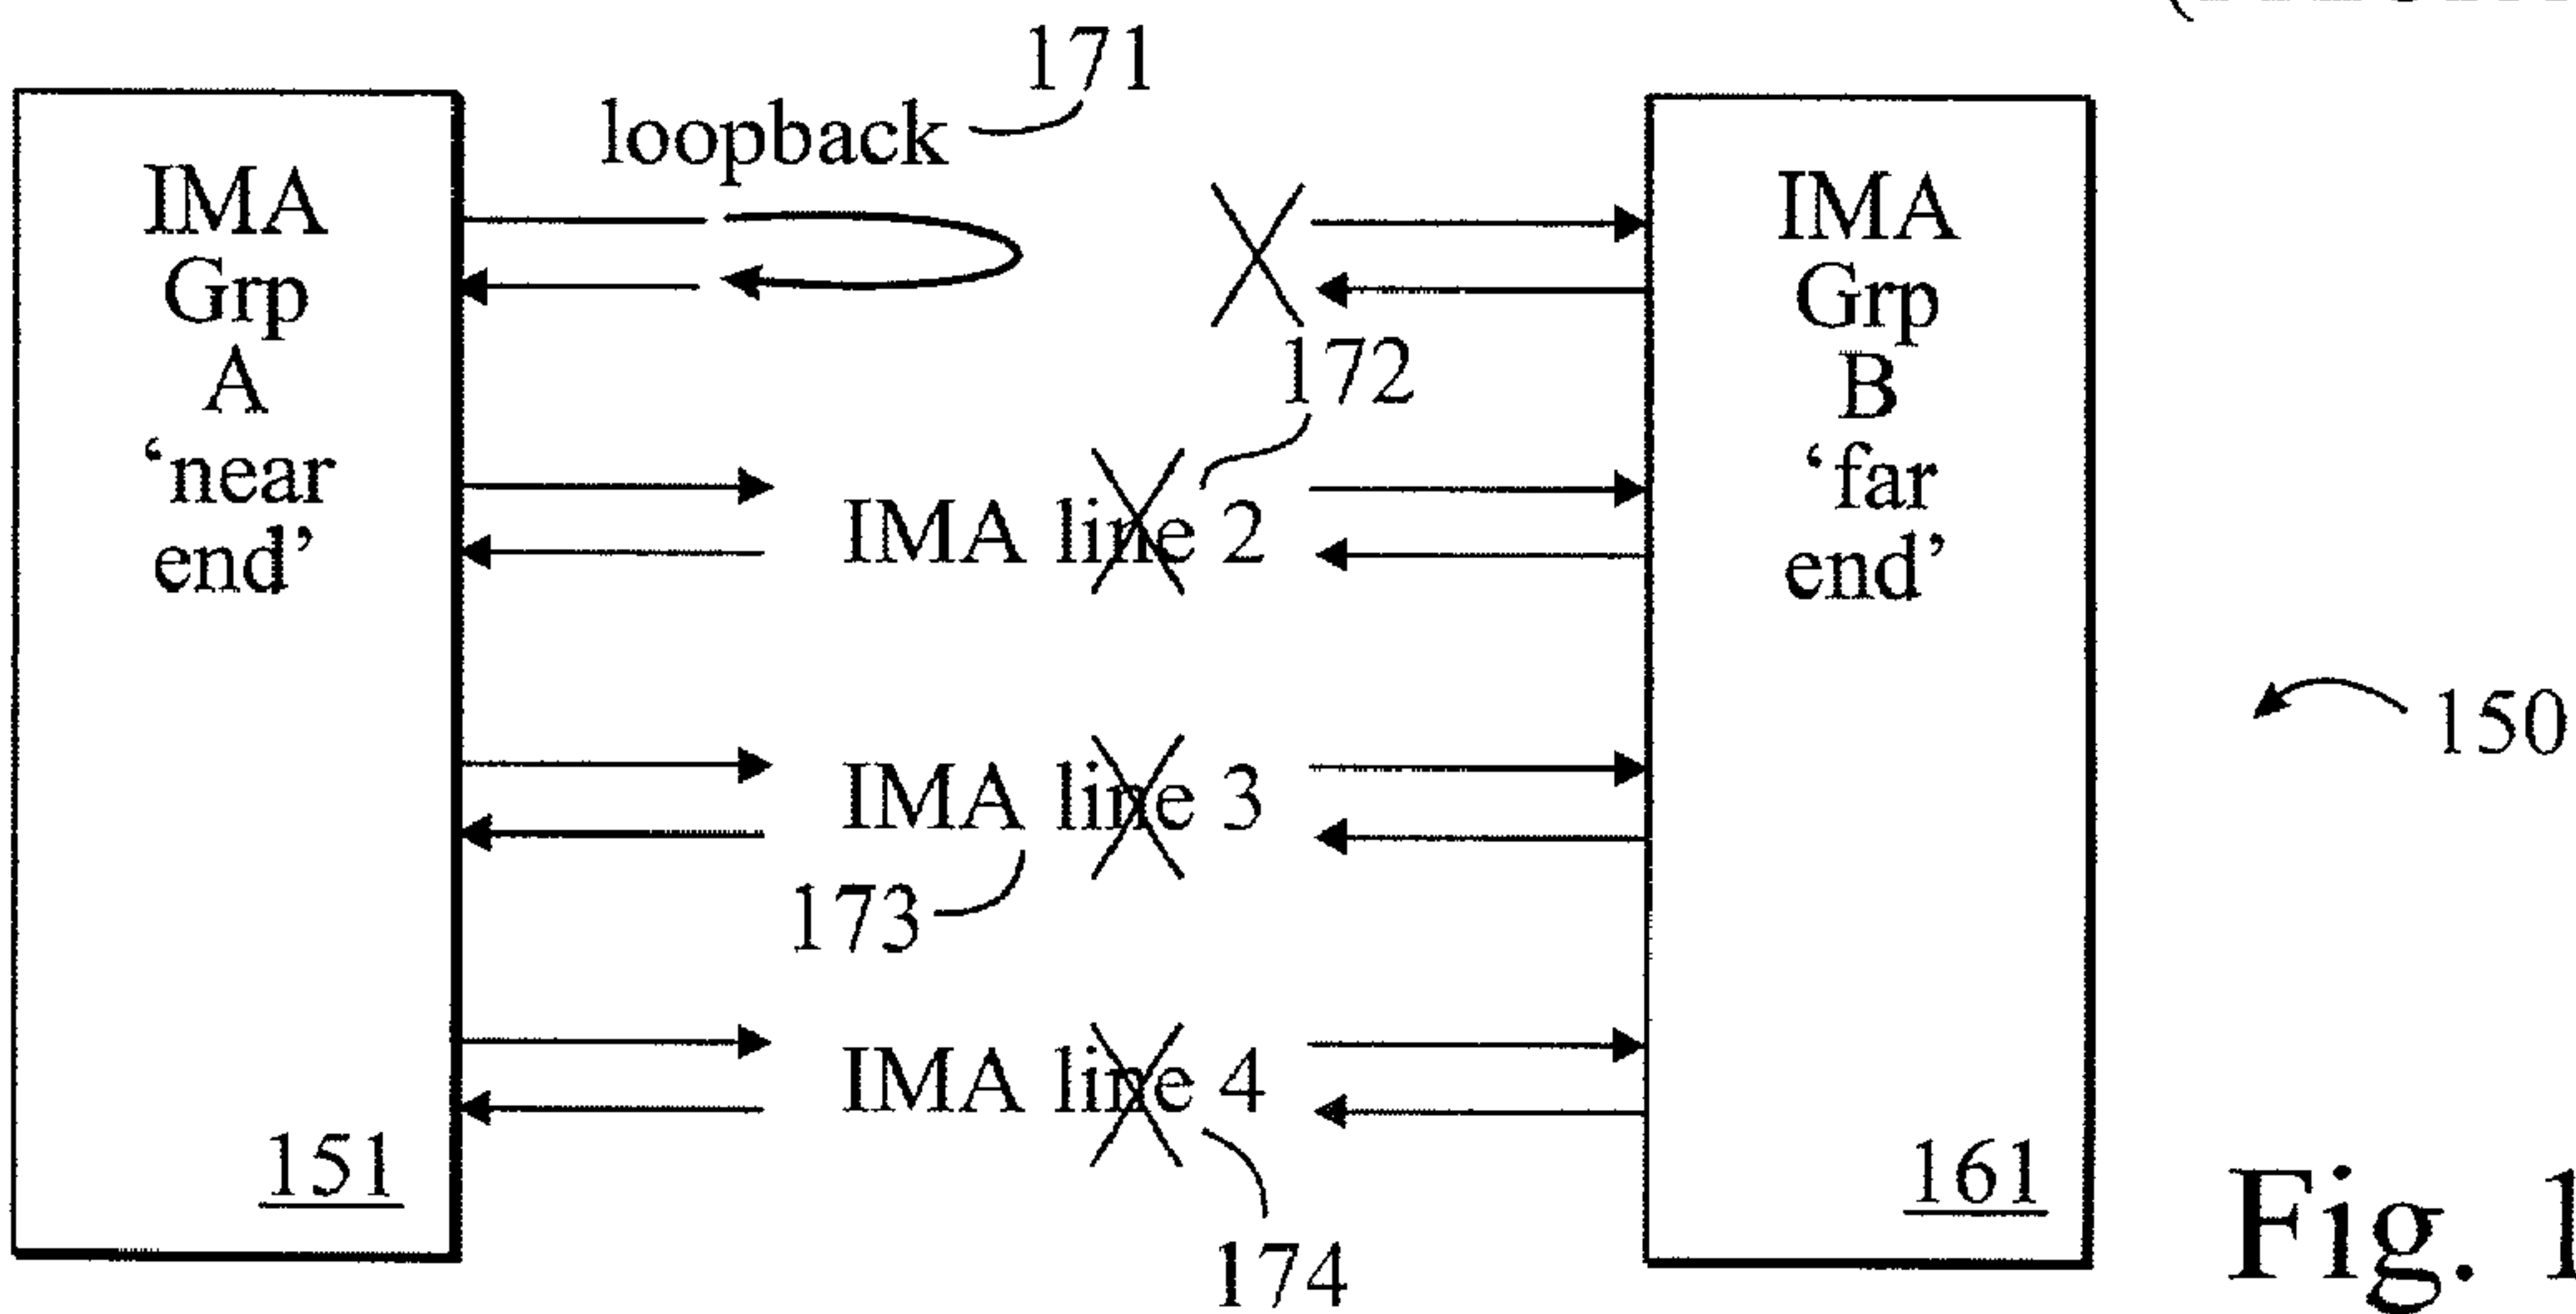 171
loopback
IMA
Grp
A
‘near
end’
151
IMA
Grp
B
‘far
end’
161
172
IMA line 2
IMA line 3
173
IMA line 4
174
150
Fig. 1